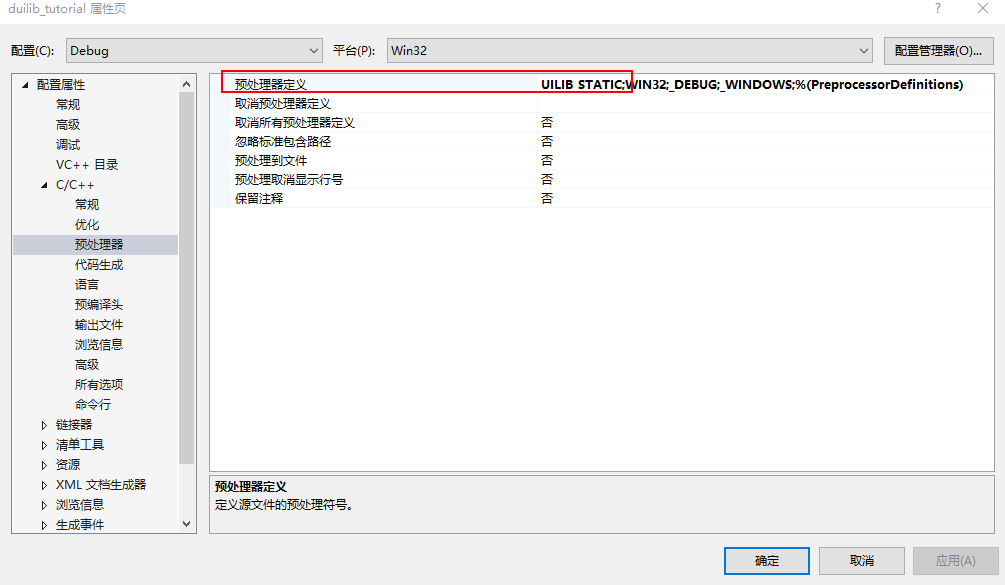 duilib_tutorial 属性页
配置(C): Debug 平台(P): Win32 配置管理器(O)...
配置属性
常规
高级
调试
VC++ 目录
C/C++
常规
优化
预处理器
代码生成
语言
预编译头
输出文件
浏览信息
高级
所有选项
命令行
链接器
清单工具
资源
XML 文档生成器
浏览信息
生成事件
预处理器定义 UILIB_STATIC;WIN32;_DEBUG;_WINDOWS;%(PreprocessorDefinitions)
取消预处理器定义
取消所有预处理器定义 否
忽略标准包含路径 否
预处理到文件 否
预处理取消显示行号 否
保留注释 否
预处理器定义
定义源文件的预处理符号。
确定 取消 应用(A)